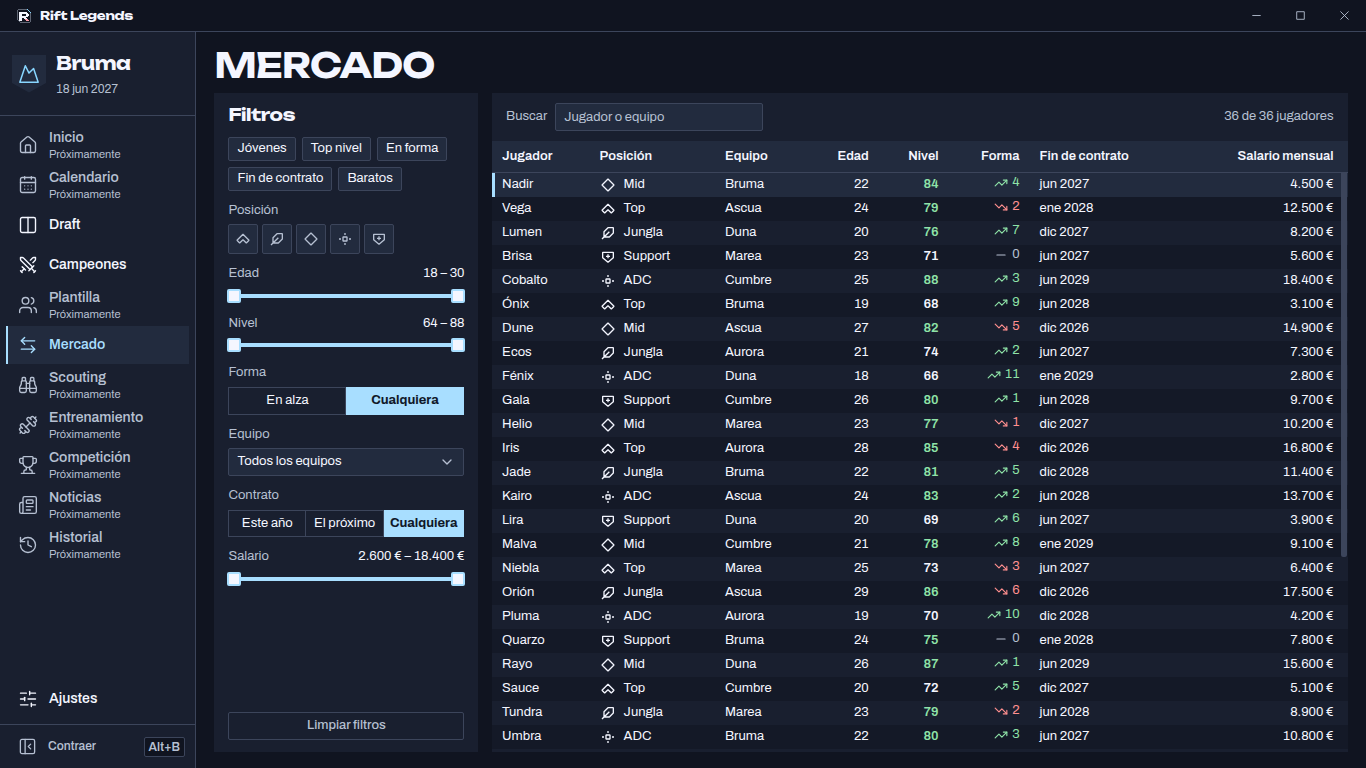 Rift Legends
Bruma
18 jun 2027
Inicio
Próximamente
Calendario
Próximamente
Draft
Campeones
Plantilla
Próximamente
Mercado
Scouting
Próximamente
Entrenamiento
Próximamente
Competición
Próximamente
Noticias
Próximamente
Historial
Próximamente
Ajustes
Contraer Alt+B
MERCADO
Filtros
Jóvenes Top nivel En forma
Fin de contrato Baratos
Posición
Edad 18 – 30
Nivel 64 – 88
Forma
En alza Cualquiera
Equipo
Todos los equipos
Contrato
Este año El próximo Cualquiera
Salario 2.600 € – 18.400 €
Limpiar filtros
Buscar Jugador o equipo 36 de 36 jugadores
Jugador Posición Equipo Edad Nivel Forma Fin de contrato Salario mensual
Nadir Mid Bruma 22 84 4 jun 2027 4.500 €
Vega Top Ascua 24 79 2 ene 2028 12.500 €
Lumen Jungla Duna 20 76 7 dic 2027 8.200 €
Brisa Support Marea 23 71 0 jun 2027 5.600 €
Cobalto ADC Cumbre 25 88 3 jun 2029 18.400 €
Ónix Top Bruma 19 68 9 jun 2028 3.100 €
Dune Mid Ascua 27 82 5 dic 2026 14.900 €
Ecos Jungla Aurora 21 74 2 jun 2027 7.300 €
Fénix ADC Duna 18 66 11 ene 2029 2.800 €
Gala Support Cumbre 26 80 1 jun 2028 9.700 €
Helio Mid Marea 23 77 1 dic 2027 10.200 €
Iris Top Aurora 28 85 4 dic 2026 16.800 €
Jade Jungla Bruma 22 81 5 dic 2028 11.400 €
Kairo ADC Ascua 24 83 2 jun 2028 13.700 €
Lira Support Duna 20 69 6 jun 2027 3.900 €
Malva Mid Cumbre 21 78 8 ene 2029 9.100 €
Niebla Top Marea 25 73 3 jun 2027 6.400 €
Orión Jungla Ascua 29 86 6 dic 2026 17.500 €
Pluma ADC Aurora 19 70 10 dic 2028 4.200 €
Quarzo Support Bruma 24 75 0 ene 2028 7.800 €
Rayo Mid Duna 26 87 1 jun 2029 15.600 €
Sauce Top Cumbre 20 72 5 dic 2027 5.100 €
Tundra Jungla Marea 23 79 2 jun 2028 8.900 €
Umbra ADC Bruma 22 80 3 jun 2027 10.800 €